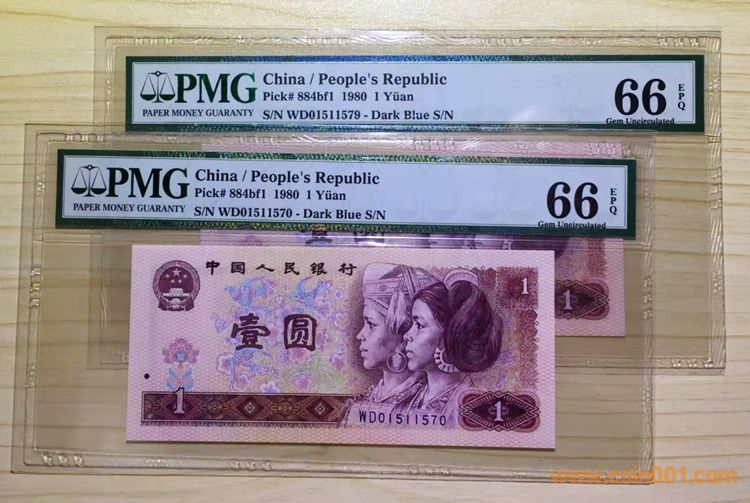 PMG
PAPER MONEY GUARANTY
China / People's Republic
Pick# 884bf1 1980 1 Yüan
S/N WD01511579 - Dark Blue S/N
66 EPQ
Gem Uncirculated
PMG
PAPER MONEY GUARANTY
China / People's Republic
Pick# 884bf1 1980 1 Yüan
S/N WD01511570 - Dark Blue S/N
66 EPQ
Gem Uncirculated
中国人民银行
1
壹圆
1
WD01511570
1
1
www.coin001.com